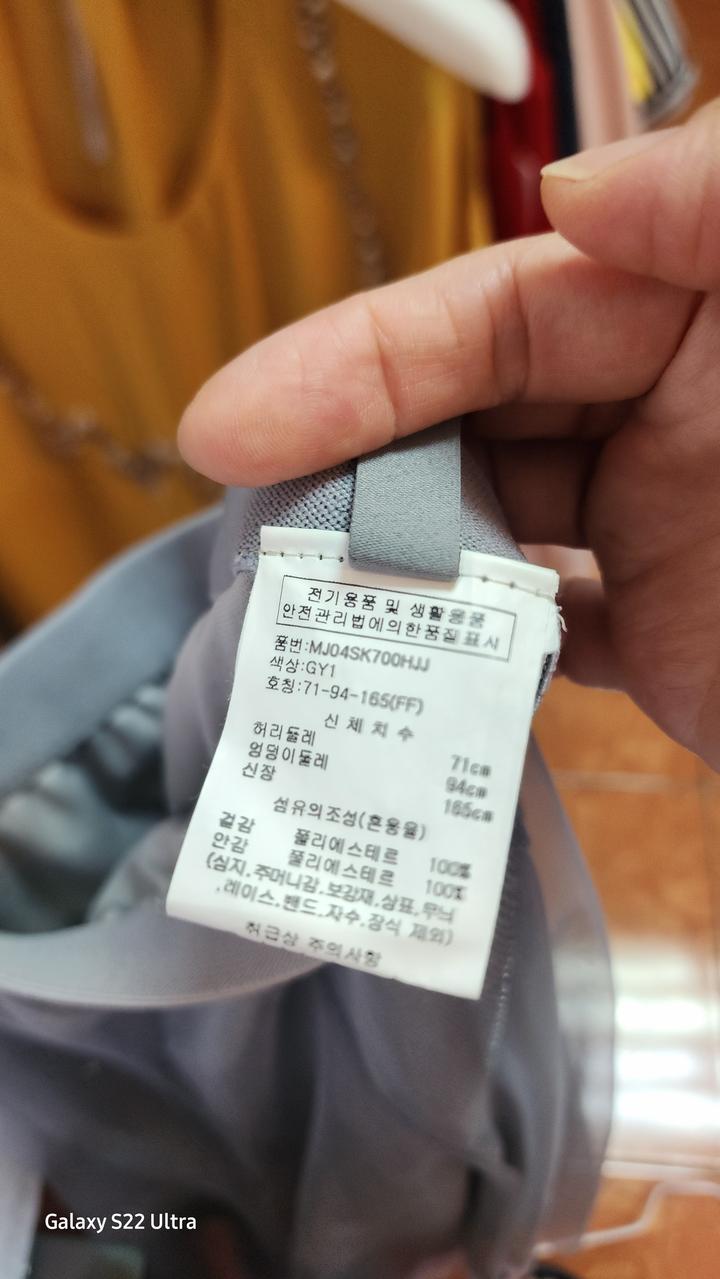 전기용품 및 생활용품
안전관리법에의한품질표시
품번:MJ04SK700HJJ
색상:GY1
호칭:71-94-165(FF)
신체치수
허리둘레 71cm
엉덩이둘레 94cm
신장 165cm
섬유의조성(혼용율)
겉감 폴리에스테르 100%
안감 폴리에스테르 100%
(심지,주머니감,보강재,상표,무늬
,레이스,밴드,자수,장식 제외)
취급상 주의사항
Galaxy S22 Ultra